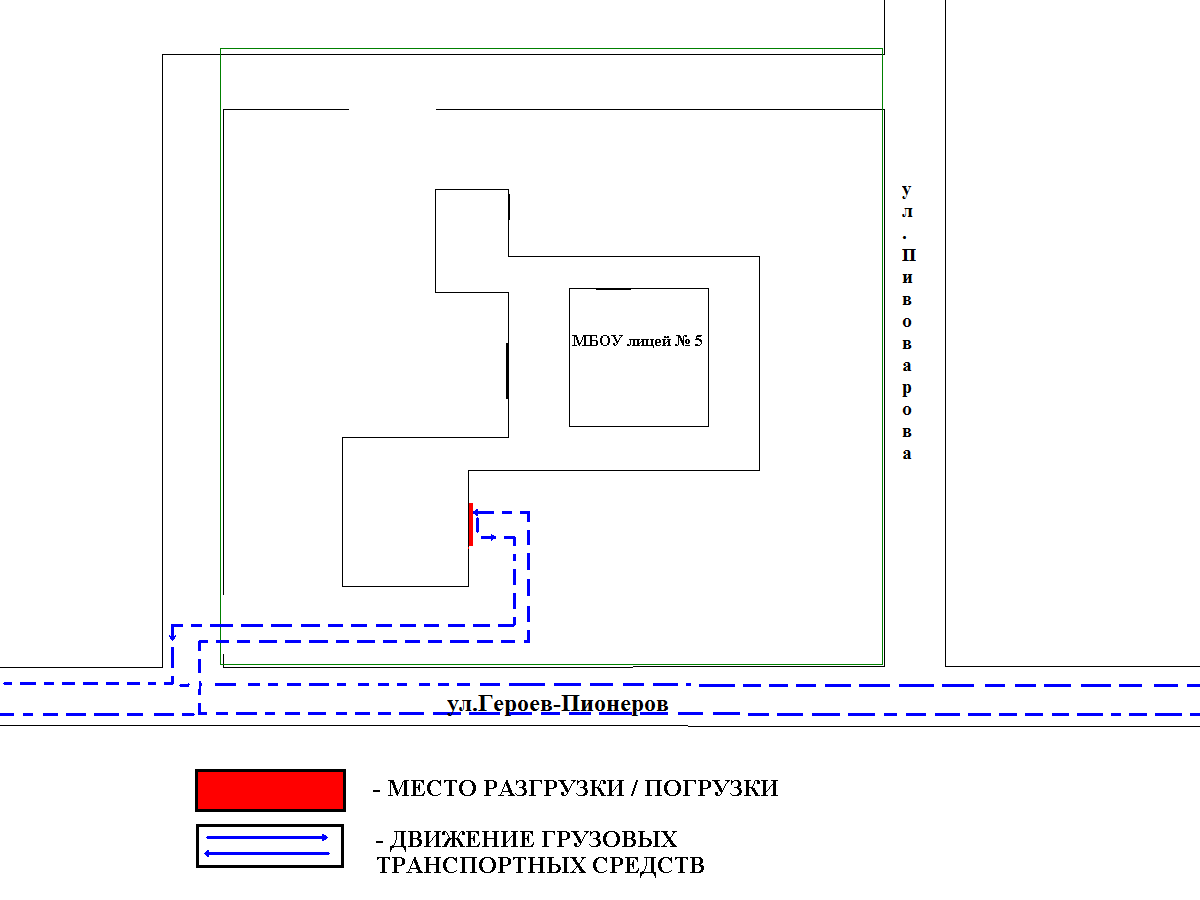 ул.Пивоварова
МБОУ лицей № 5
ул.Героев-Пионеров
- МЕСТО РАЗГРУЗКИ / ПОГРУЗКИ
- ДВИЖЕНИЕ ГРУЗОВЫХ
ТРАНСПОРТНЫХ СРЕДСТВ